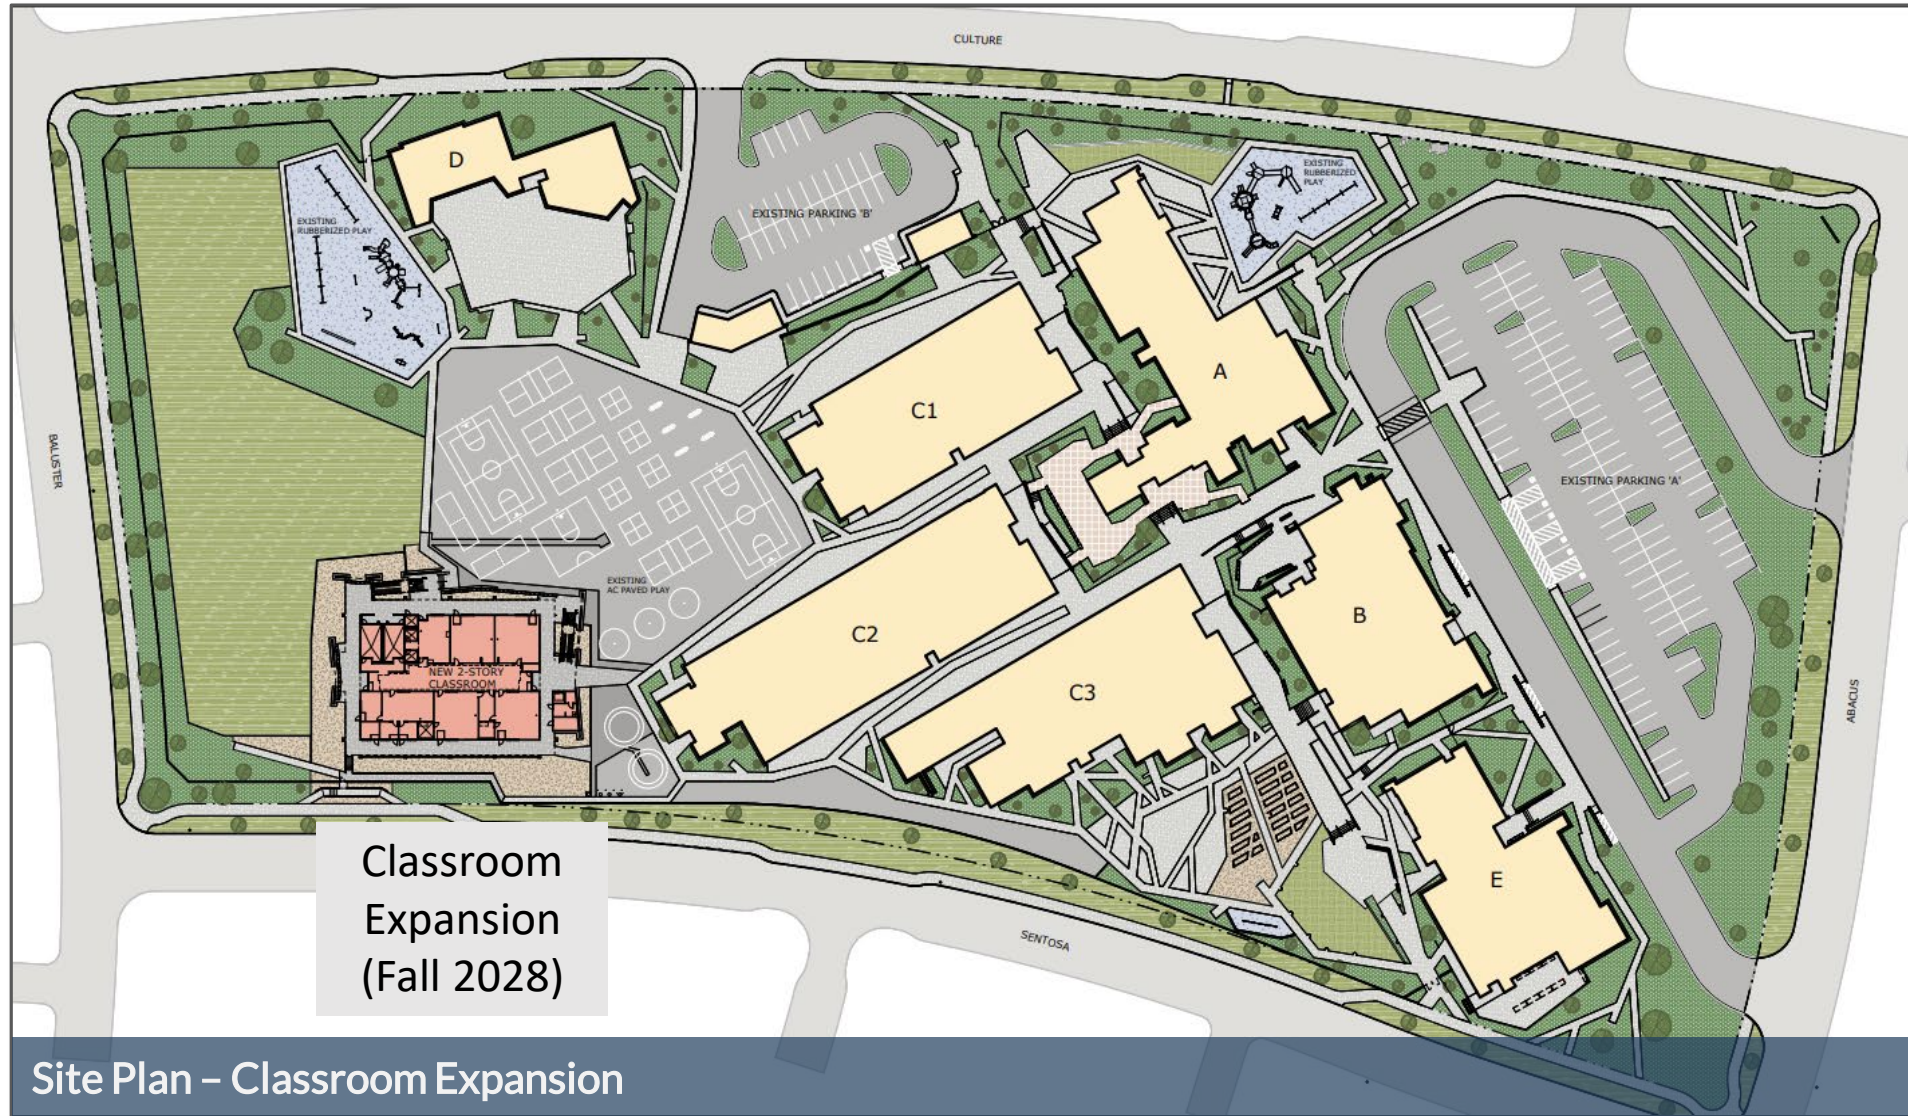 CULTURE
D
EXISTING
RUBBERIZED PLAY
EXISTING PARKING 'B'
EXISTING
RUBBERIZED
PLAY
A
C1
BALUSTER
EXISTING PARKING 'A'
EXISTING
AC PAVED PLAY
C2
B
NEW 2-STORY
CLASSROOM
C3
ABACUS
E
SENTOSA
Classroom
Expansion
(Fall 2028)
Site Plan – Classroom Expansion